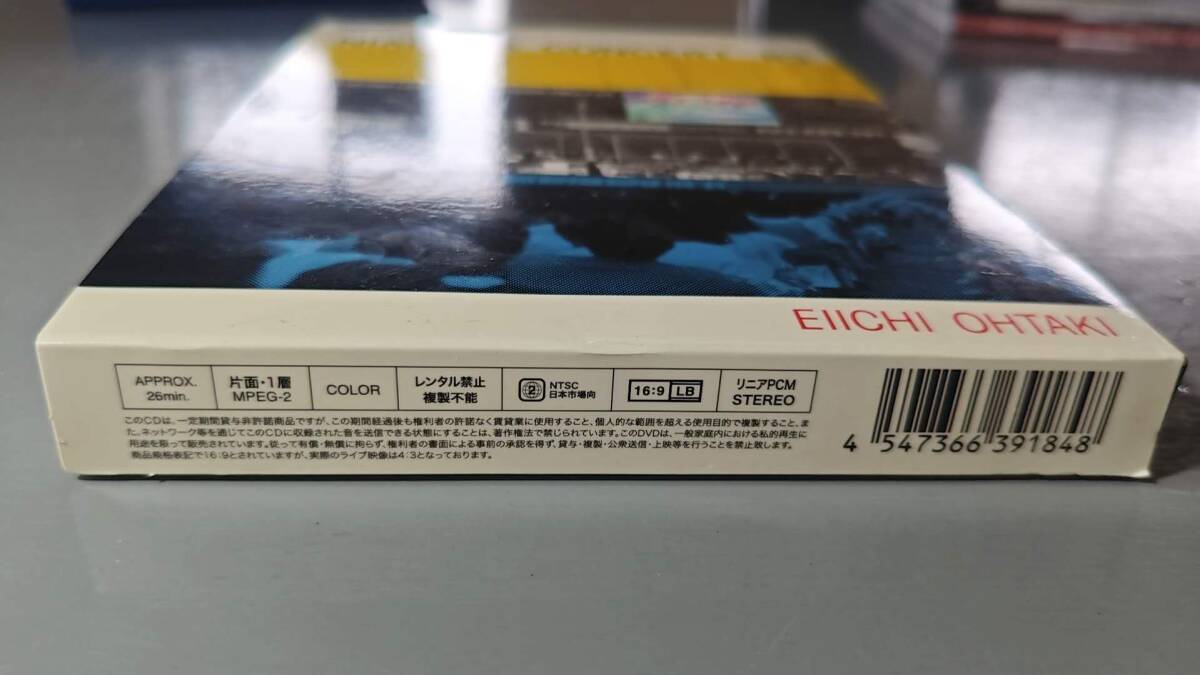 EIICHI OHTAKI
APPROX.
26min.
片面・1層
MPEG-2
COLOR
レンタル禁止
複製不能
2
NTSC
日本市場向
16:9 LB
リニアPCM
STEREO
このCDは、一定期間貸与非許諾商品ですが、この期間経過後も権利者の許諾なく賃貸業に使用すること、個人的な範囲を超える使用目的で複製すること、ま
た、ネットワーク等を通じてこのCDに収録された音を送信できる状態にすることは、著作権法で禁じられています。このDVDは、一般家庭内における私的再生に
用途を限って販売されています。従って有償・無償に拘らず、権利者の書面による事前の承認を得ず、貸与・複製・公衆送信・上映等を行うことを禁止致します。
商品規格表記で16:9とされていますが、実際のライブ映像は4:3となっております。
4 547366 391848